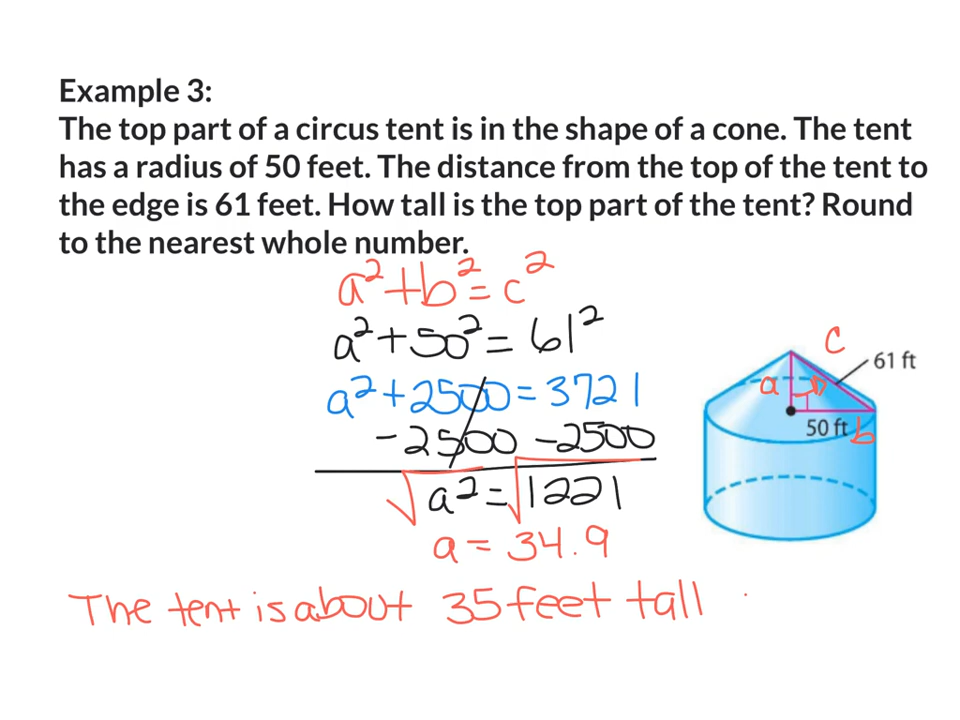 Example 3:
The top part of a circus tent is in the shape of a cone. The tent
has a radius of 50 feet. The distance from the top of the tent to
the edge is 61 feet. How tall is the top part of the tent? Round
to the nearest whole number.
a² + b² = c²
a² + 50² = 61²
a² + 2500 = 3721
- 2500 - 2500
√a² = √1221
a = 34.9
The tent is about 35 feet tall
c
61 ft
a
50 ft
b